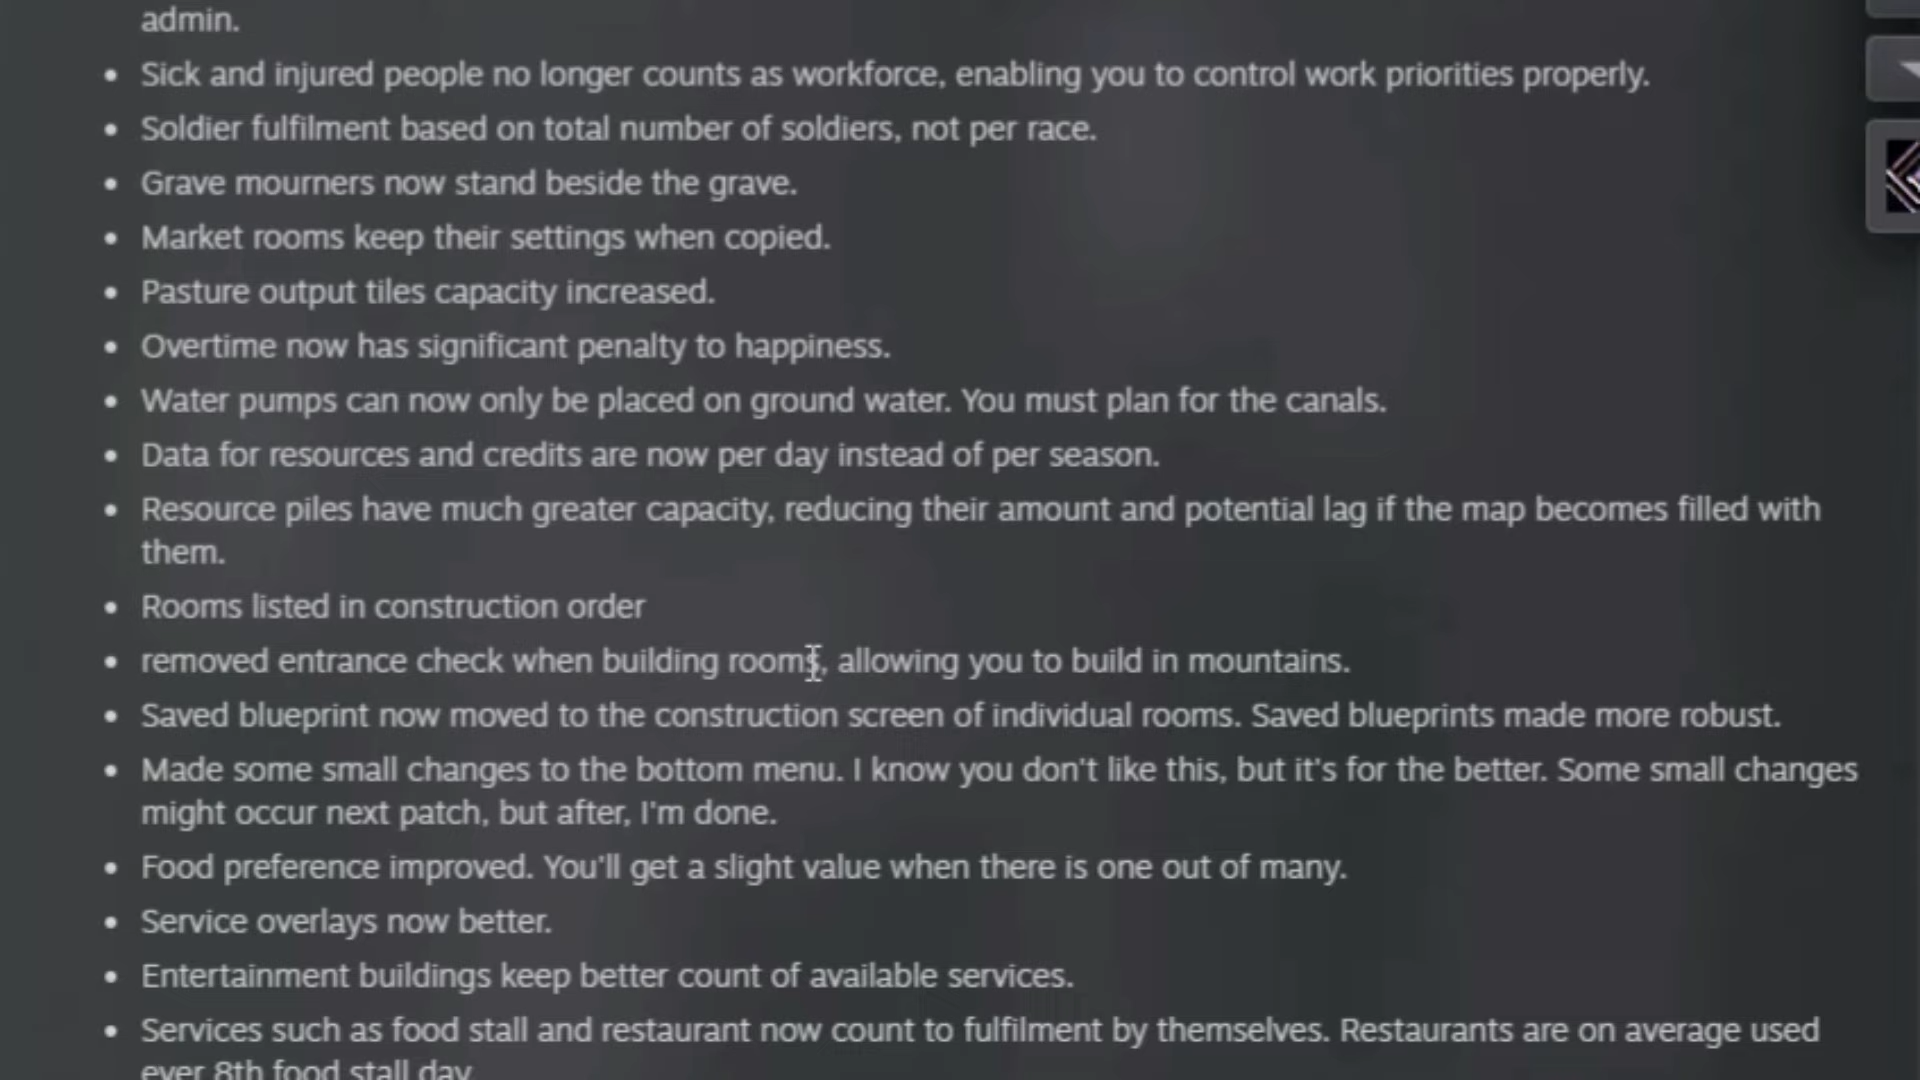 admin.
• Sick and injured people no longer counts as workforce, enabling you to control work priorities properly.
• Soldier fulfilment based on total number of soldiers, not per race.
• Grave mourners now stand beside the grave.
• Market rooms keep their settings when copied.
• Pasture output tiles capacity increased.
• Overtime now has significant penalty to happiness.
• Water pumps can now only be placed on ground water. You must plan for the canals.
• Data for resources and credits are now per day instead of per season.
• Resource piles have much greater capacity, reducing their amount and potential lag if the map becomes filled with
them.
• Rooms listed in construction order
• removed entrance check when building rooms, allowing you to build in mountains.
• Saved blueprint now moved to the construction screen of individual rooms. Saved blueprints made more robust.
• Made some small changes to the bottom menu. I know you don't like this, but it's for the better. Some small changes
might occur next patch, but after, I'm done.
• Food preference improved. You'll get a slight value when there is one out of many.
• Service overlays now better.
• Entertainment buildings keep better count of available services.
• Services such as food stall and restaurant now count to fulfilment by themselves. Restaurants are on average used
ever 8th food stall day